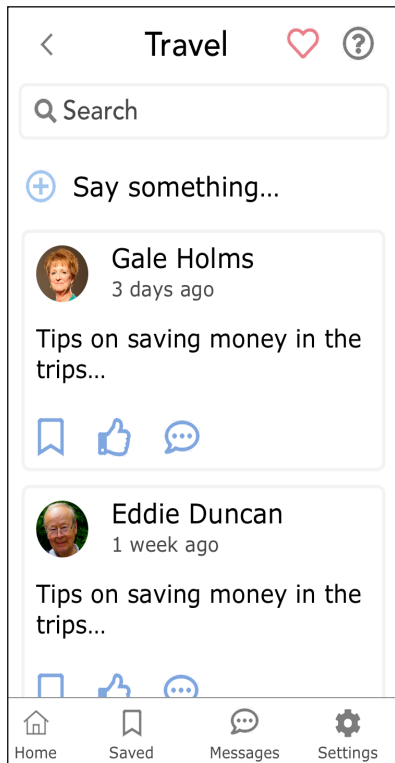 Travel
Search
Say something...
Gale Holms
3 days ago
Tips on saving money in the
trips...
Eddie Duncan
1 week ago
Tips on saving money in the
trips...
Home
Saved
Messages
Settings